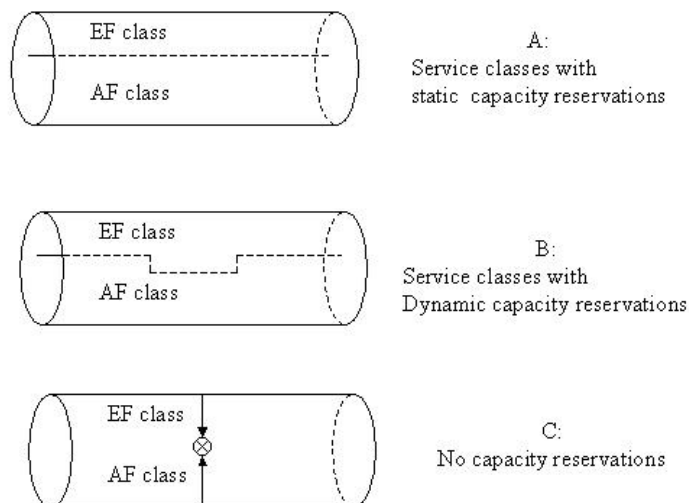 EF class
AF class
A:
Service classes with
static capacity reservations
EF class
AF class
B:
Service classes with
Dynamic capacity reservations
EF class
AF class
C:
No capacity reservations